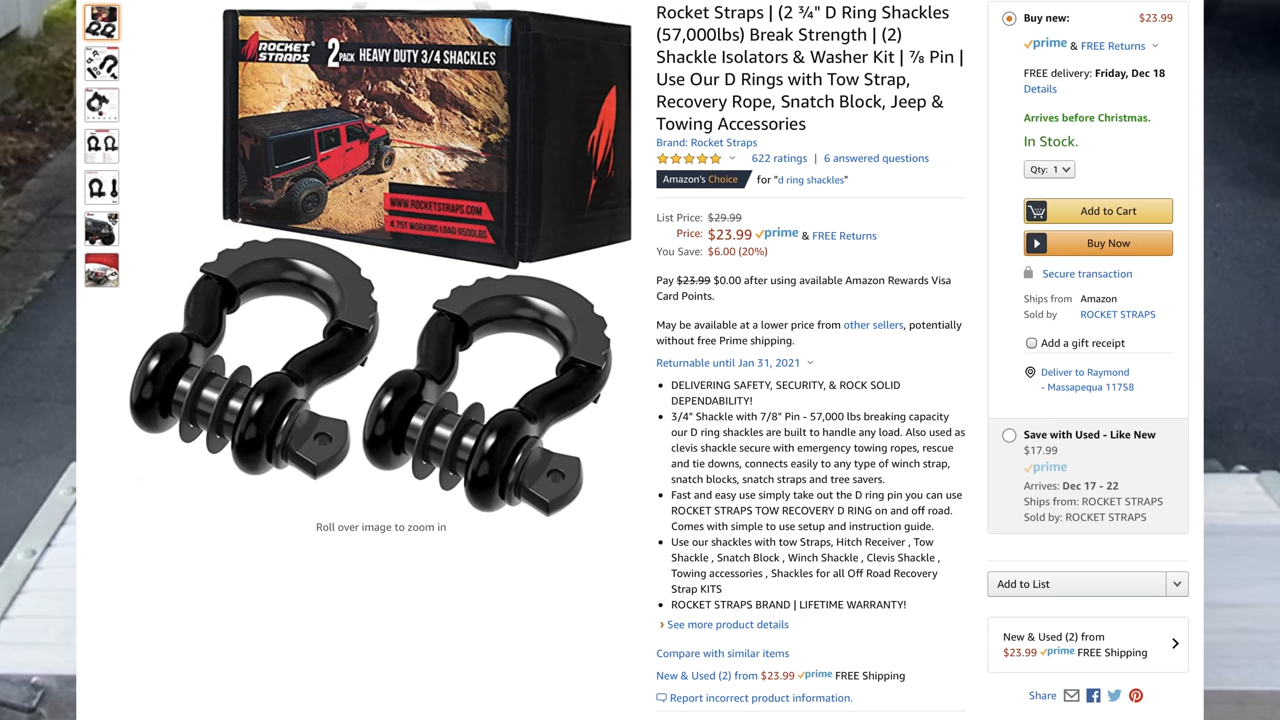 ROCKET
STRAPS
2 PACK HEAVY DUTY 3/4 SHACKLES
WWW.ROCKETSTRAPS.COM
4.75T WORKING LOAD 9500LBS
Roll over image to zoom in
Rocket Straps | (2 ¾" D Ring Shackles
(57,000lbs) Break Strength | (2)
Shackle Isolators & Washer Kit | ⅞ Pin |
Use Our D Rings with Tow Strap,
Recovery Rope, Snatch Block, Jeep &
Towing Accessories
Brand: Rocket Straps
622 ratings | 6 answered questions
Amazon's Choice for "d ring shackles"
List Price: $29.99
Price: $23.99 prime & FREE Returns
You Save: $6.00 (20%)
Pay $23.99 $0.00 after using available Amazon Rewards Visa
Card Points.
May be available at a lower price from other sellers, potentially
without free Prime shipping.
Returnable until Jan 31, 2021
• DELIVERING SAFETY, SECURITY, & ROCK SOLID
DEPENDABILITY!
• 3/4" Shackle with 7/8" Pin - 57,000 lbs breaking capacity
our D ring shackles are built to handle any load. Also used as
clevis shackle secure with emergency towing ropes, rescue
and tie downs, connects easily to any type of winch strap,
snatch blocks, snatch straps and tree savers.
• Fast and easy use simply take out the D ring pin you can use
ROCKET STRAPS TOW RECOVERY D RING on and off road.
Comes with simple to use setup and instruction guide.
• Use our shackles with tow Straps, Hitch Receiver , Tow
Shackle , Snatch Block , Winch Shackle , Clevis Shackle ,
Towing accessories , Shackles for all Off Road Recovery
Strap KITS
• ROCKET STRAPS BRAND | LIFETIME WARRANTY!
› See more product details
Compare with similar items
New & Used (2) from $23.99 prime FREE Shipping
Report incorrect product information.
Buy new: $23.99
prime & FREE Returns
FREE delivery: Friday, Dec 18
Details
Arrives before Christmas.
In Stock.
Qty: 1
Add to Cart
Buy Now
Secure transaction
Ships from Amazon
Sold by ROCKET STRAPS
Add a gift receipt
Deliver to Raymond
- Massapequa 11758
Save with Used - Like New
$17.99
prime
Arrives: Dec 17 - 22
Ships from: ROCKET STRAPS
Sold by: ROCKET STRAPS
Add to List
New & Used (2) from
$23.99 prime FREE Shipping
Share